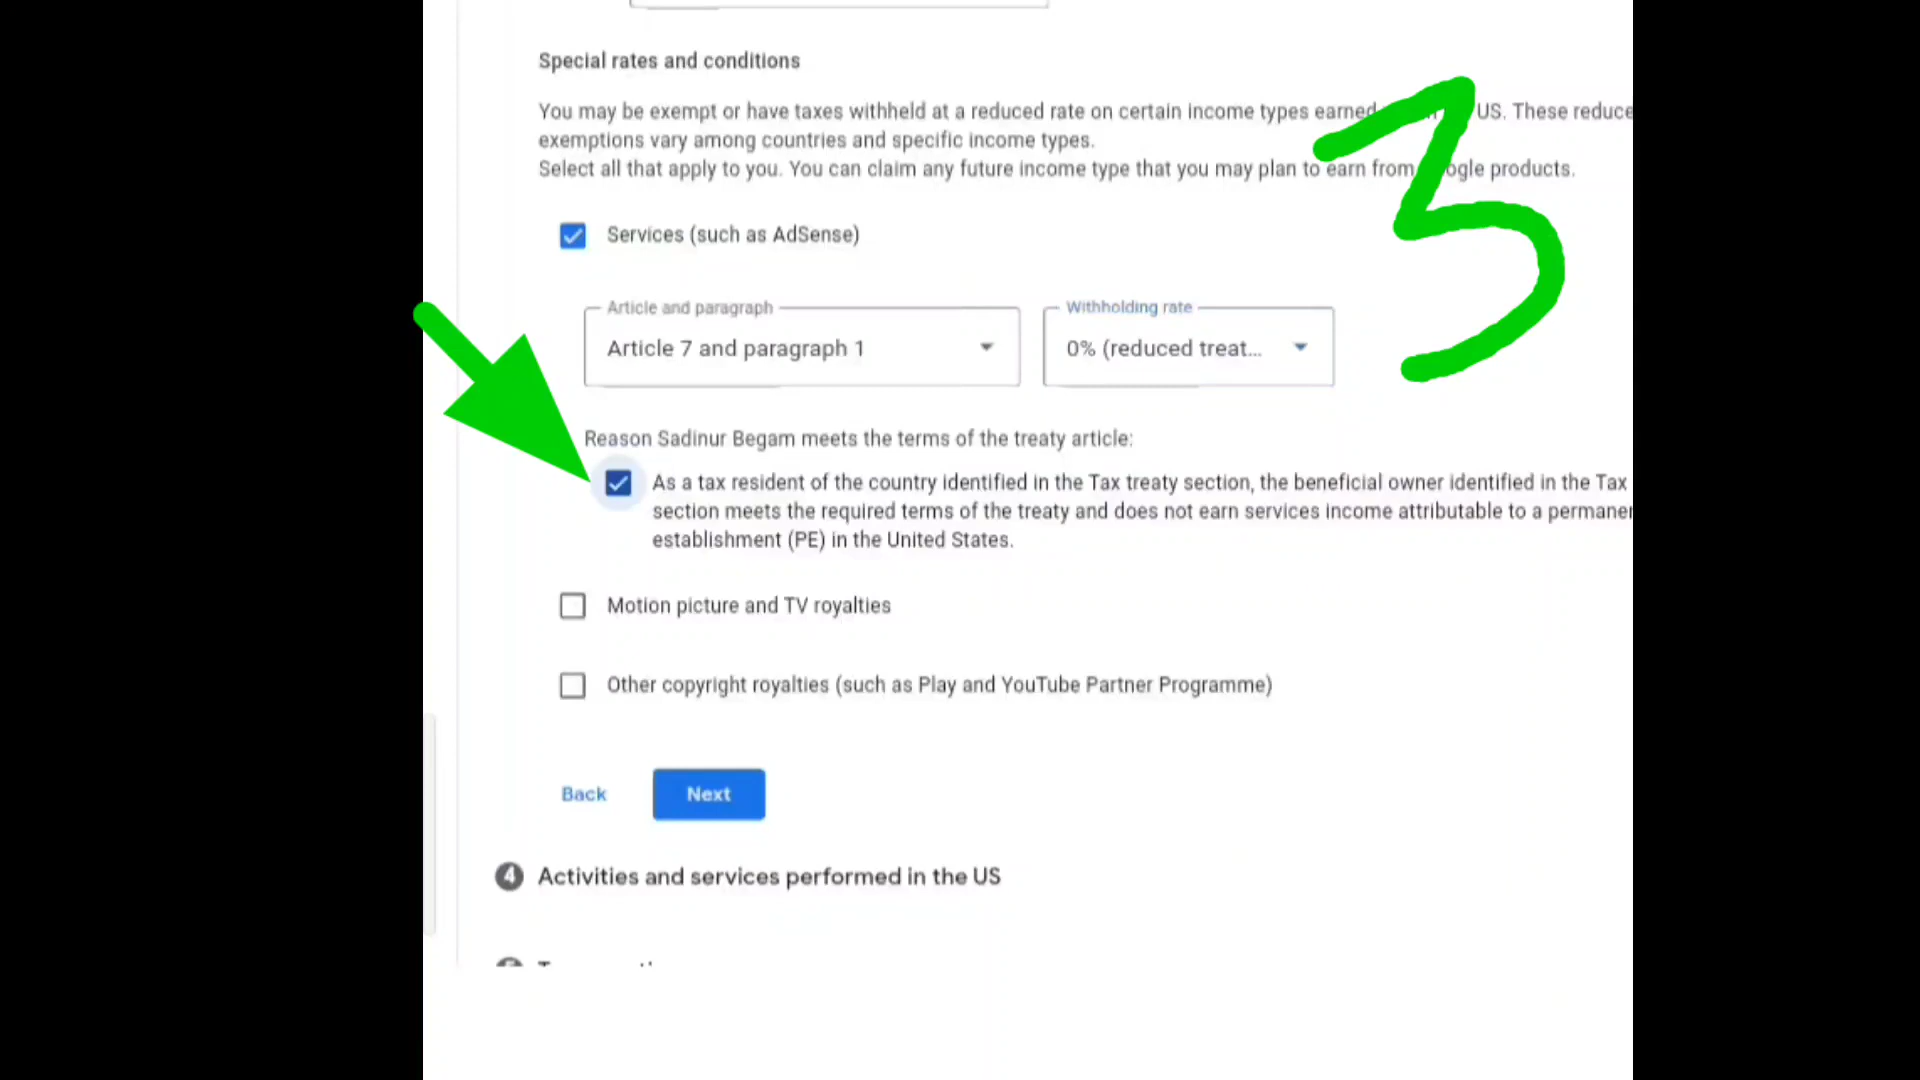 Special rates and conditions
You may be exempt or have taxes withheld at a reduced rate on certain income types earned US. These reduce
exemptions vary among countries and specific income types.
Select all that apply to you. You can claim any future income type that you may plan to earn from ogle products.
3
Services (such as AdSense)
Article and paragraph
Withholding rate
Article 7 and paragraph 1
0% (reduced treat...
Reason Sadinur Begam meets the terms of the treaty article:
As a tax resident of the country identified in the Tax treaty section, the beneficial owner identified in the Tax
section meets the required terms of the treaty and does not earn services income attributable to a permaner
establishment (PE) in the United States.
Motion picture and TV royalties
Other copyright royalties (such as Play and YouTube Partner Programme)
Back
Next
4 Activities and services performed in the US